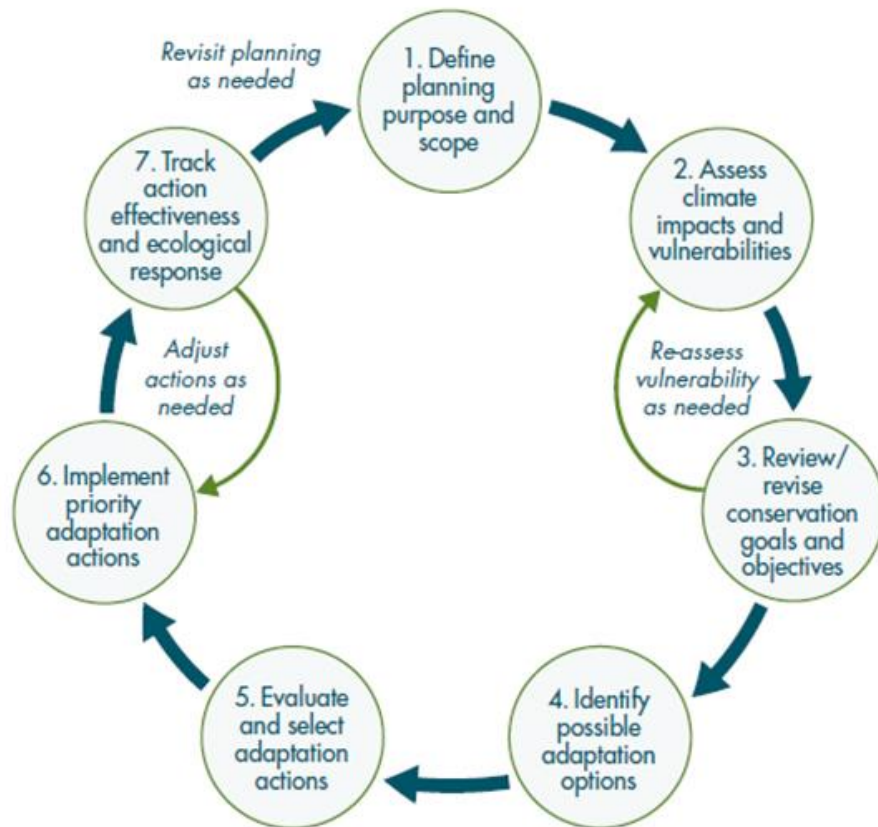 Revisit planning
as needed
1. Define
planning
purpose and
scope
2. Assess
climate
impacts and
vulnerabilities
Re-assess
vulnerability
as needed
3. Review/
revise
conservation
goals and
objectives
4. Identify
possible
adaptation
options
5. Evaluate
and select
adaptation
actions
6. Implement
priority
adaptation
actions
Adjust
actions as
needed
7. Track
action
effectiveness
and ecological
response